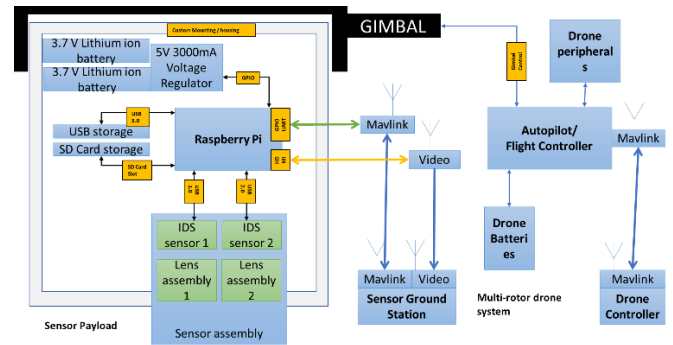 Custom Mounting / housing
GIMBAL
3.7 V Lithium ion
battery
3.7 V Lithium ion
battery
5V 3000mA
Voltage
Regulator
GPIO
Gimbal
Control
Drone
peripheral
s
USB
3.0
USB storage
SD Card storage
SD Card
Slot
Raspberry Pi
GPIO
UART
HD
MI
Mavlink
Video
Autopilot/
Flight Controller
Mavlink
USB
3.0
USB
2.0
IDS
sensor 1
IDS
sensor 2
Lens
assembly
1
Lens
assembly
2
Sensor assembly
Sensor Payload
Drone
Batteri
es
Mavlink
Video
Sensor Ground
Station
Multi-rotor drone
system
Mavlink
Drone
Controller